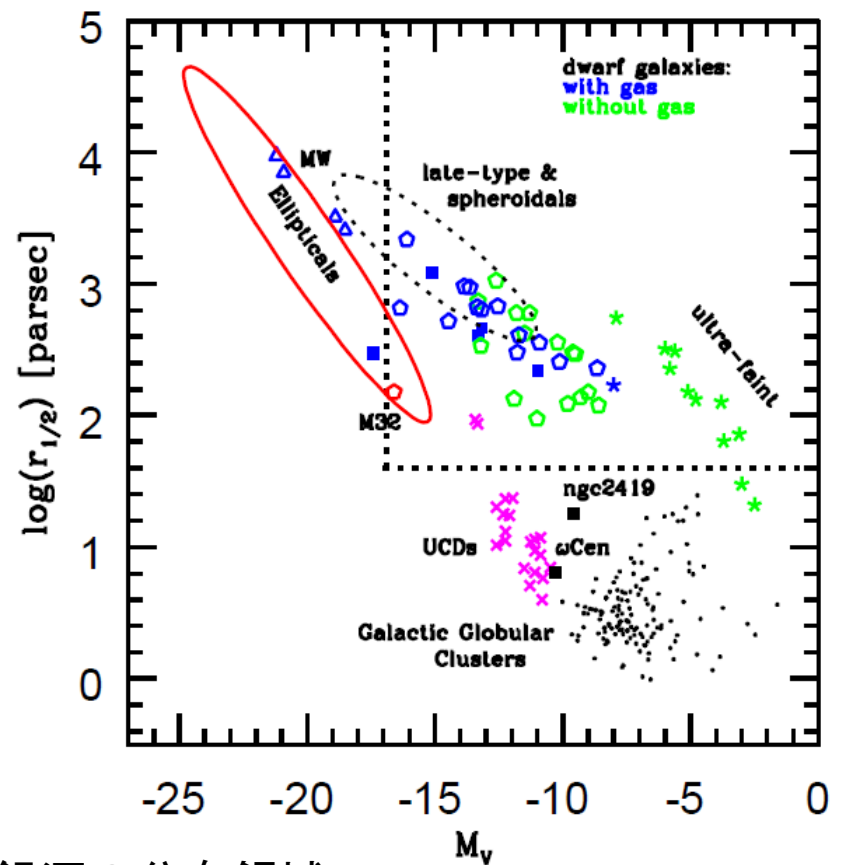 5
4
3
2
1
0
log(r1/2) [parsec]
dwarf galaxies:
with gas
without gas
MW
late-type &
spheroidals
Ellipticals
ultra-faint
M32
ngc2419
UCDs
ωCen
Galactic Globular
Clusters
-25 -20 -15 -10 -5 0
Mv